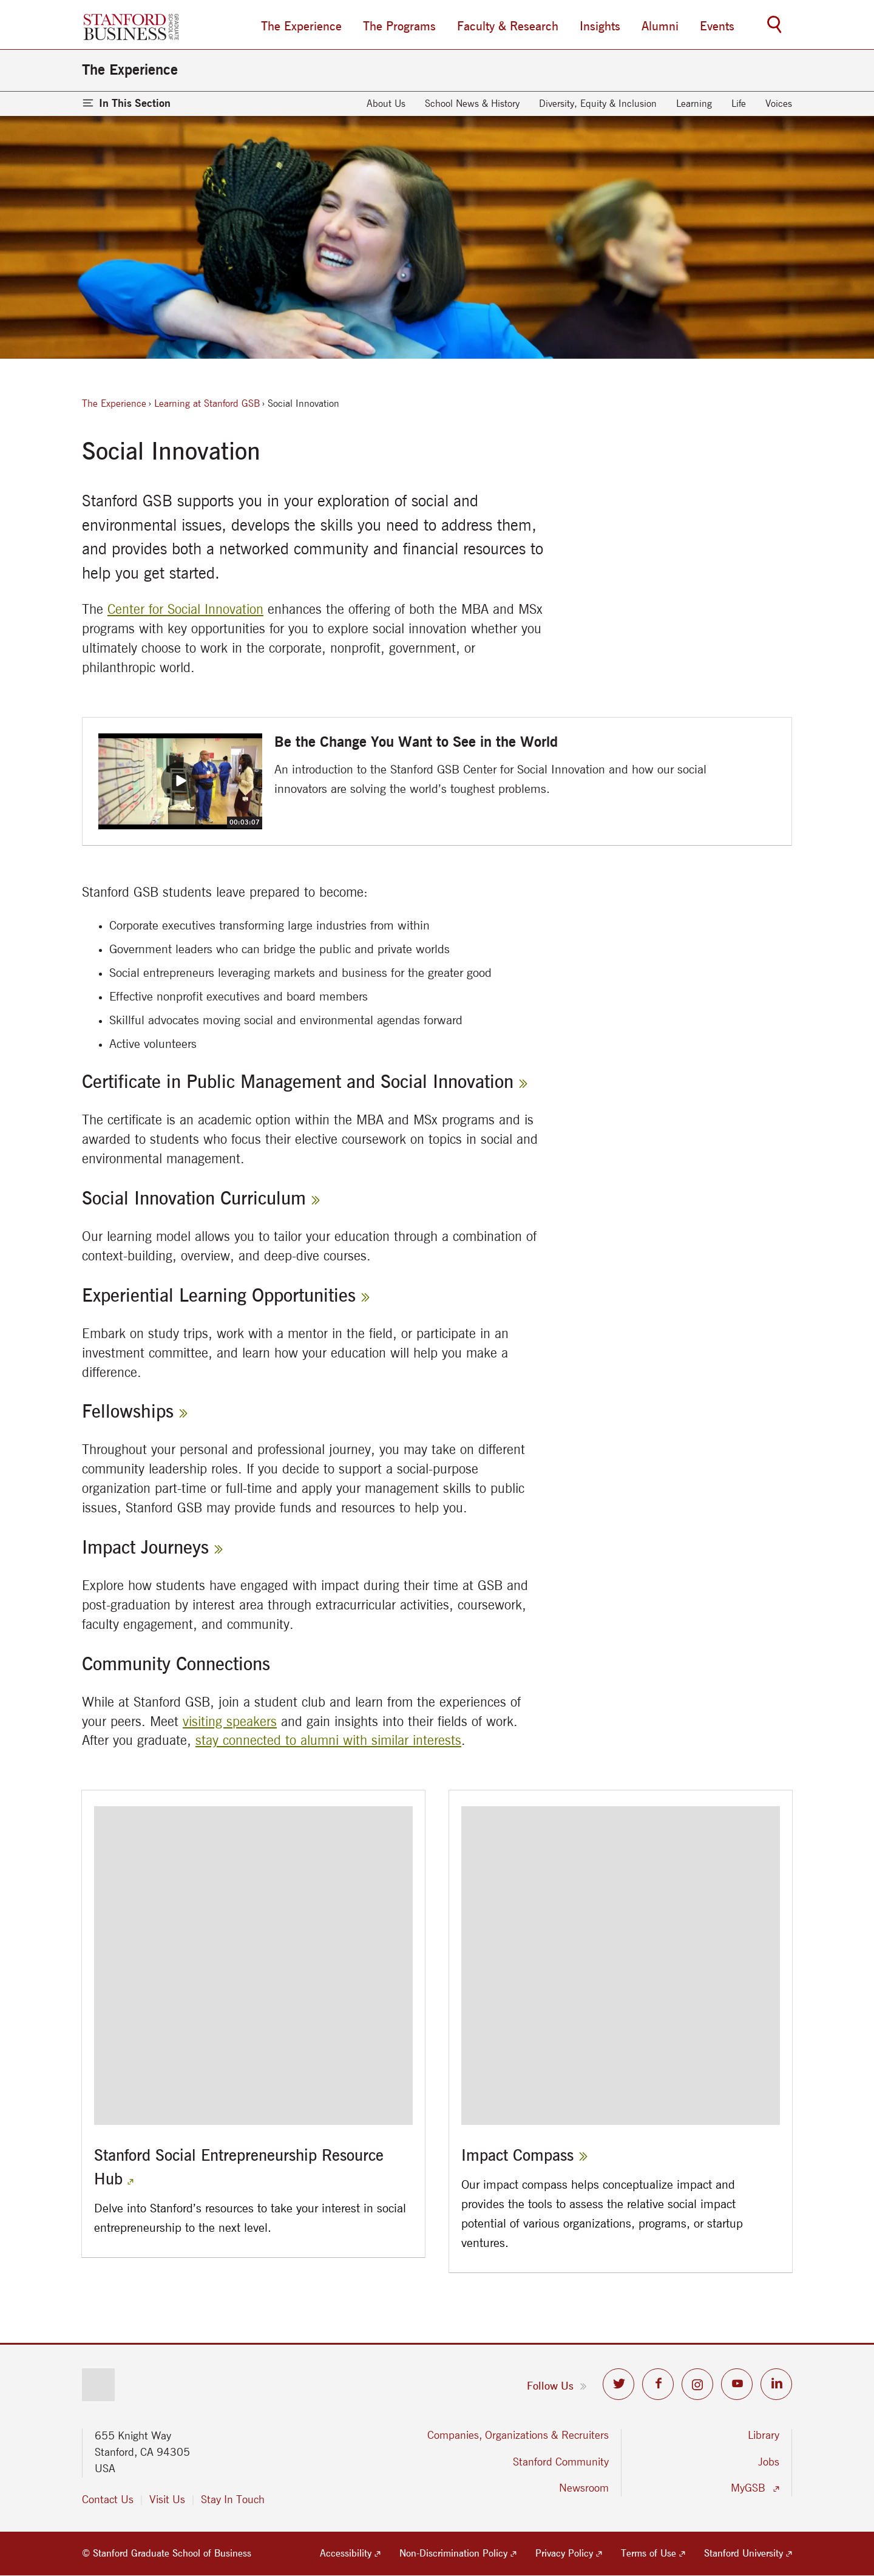 STANFORD
BUSINESS
GRADUATE
SCHOOL OF
The Experience
The Programs
Faculty & Research
Insights
Alumni
Events
The Experience
In This Section
About Us
School News & History
Diversity, Equity & Inclusion
Learning
Life
Voices
The Experience › Learning at Stanford GSB › Social Innovation
Social Innovation
Stanford GSB supports you in your exploration of social and
environmental issues, develops the skills you need to address them,
and provides both a networked community and financial resources to
help you get started.
The Center for Social Innovation enhances the offering of both the MBA and MSx
programs with key opportunities for you to explore social innovation whether you
ultimately choose to work in the corporate, nonprofit, government, or
philanthropic world.
00:03:07
Be the Change You Want to See in the World
An introduction to the Stanford GSB Center for Social Innovation and how our social
innovators are solving the world's toughest problems.
Stanford GSB students leave prepared to become:
• Corporate executives transforming large industries from within
• Government leaders who can bridge the public and private worlds
• Social entrepreneurs leveraging markets and business for the greater good
• Effective nonprofit executives and board members
• Skillful advocates moving social and environmental agendas forward
• Active volunteers
Certificate in Public Management and Social Innovation »
The certificate is an academic option within the MBA and MSx programs and is
awarded to students who focus their elective coursework on topics in social and
environmental management.
Social Innovation Curriculum »
Our learning model allows you to tailor your education through a combination of
context-building, overview, and deep-dive courses.
Experiential Learning Opportunities »
Embark on study trips, work with a mentor in the field, or participate in an
investment committee, and learn how your education will help you make a
difference.
Fellowships »
Throughout your personal and professional journey, you may take on different
community leadership roles. If you decide to support a social-purpose
organization part-time or full-time and apply your management skills to public
issues, Stanford GSB may provide funds and resources to help you.
Impact Journeys »
Explore how students have engaged with impact during their time at GSB and
post-graduation by interest area through extracurricular activities, coursework,
faculty engagement, and community.
Community Connections
While at Stanford GSB, join a student club and learn from the experiences of
your peers. Meet visiting speakers and gain insights into their fields of work.
After you graduate, stay connected to alumni with similar interests.
Stanford Social Entrepreneurship Resource
Hub
Delve into Stanford's resources to take your interest in social
entrepreneurship to the next level.
Impact Compass »
Our impact compass helps conceptualize impact and
provides the tools to assess the relative social impact
potential of various organizations, programs, or startup
ventures.
Follow Us »
655 Knight Way
Stanford, CA 94305
USA
Contact Us | Visit Us | Stay In Touch
Companies, Organizations & Recruiters
Stanford Community
Newsroom
Library
Jobs
MyGSB
© Stanford Graduate School of Business
Accessibility
Non-Discrimination Policy
Privacy Policy
Terms of Use
Stanford University